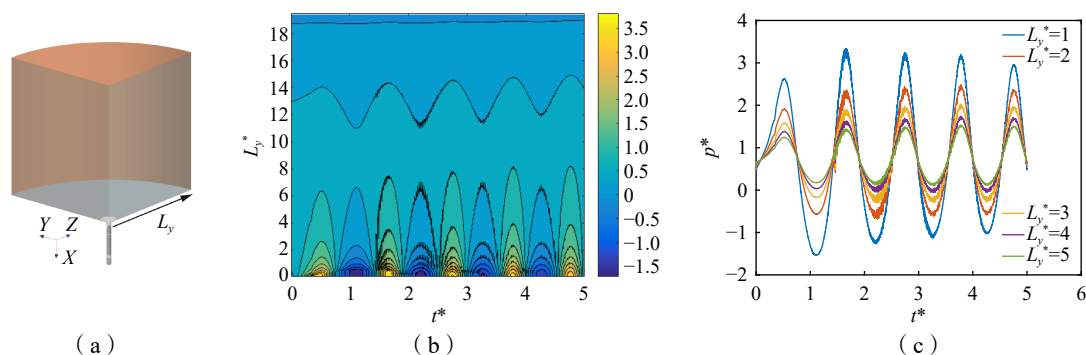 Y Z
X
L_y
( a )
L_y^*
18
16
14
12
10
8
6
4
2
0
0 1 2 3 4 5
t*
3.5
3.0
2.5
2.0
1.5
1.0
0.5
0
−0.5
−1.0
−1.5
( b )
p*
4
3
2
1
0
−1
−2
0 1 2 3 4 5 6
t*
L_y^*=1
L_y^*=2
L_y^*=3
L_y^*=4
L_y^*=5
( c )